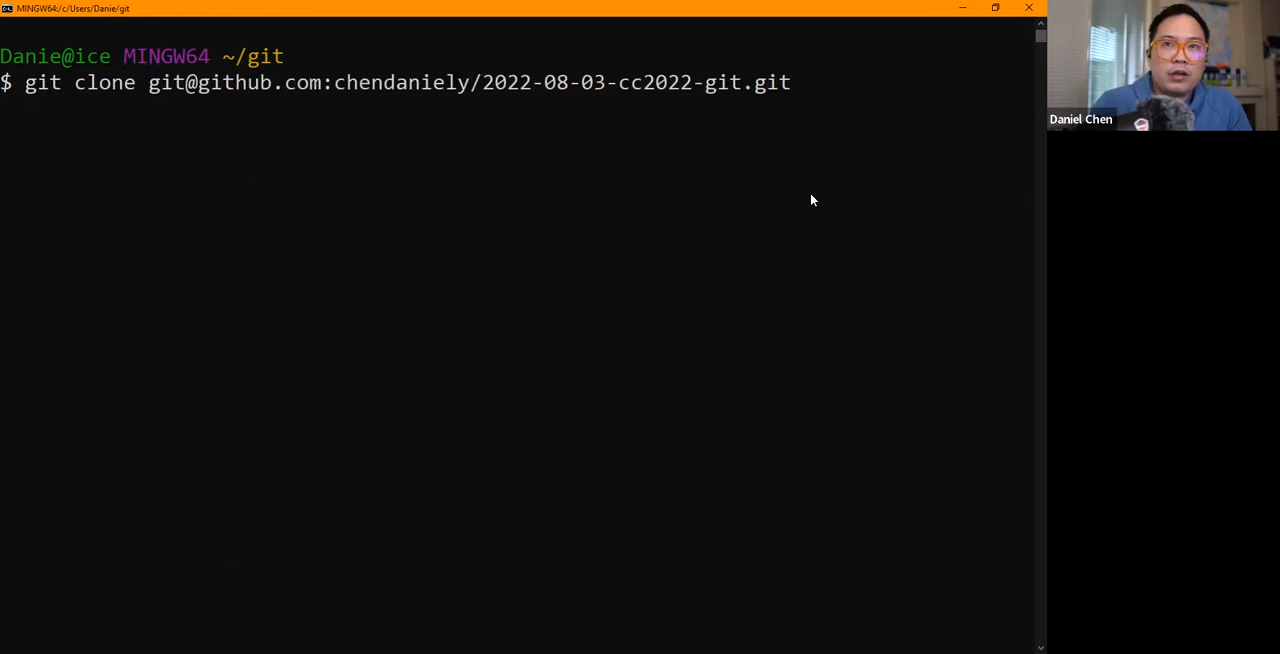 MINGW64:/c/Users/Danie/git
Danie@ice MINGW64 ~/git
$ git clone git@github.com:chendaniely/2022-08-03-cc2022-git.git
Daniel Chen